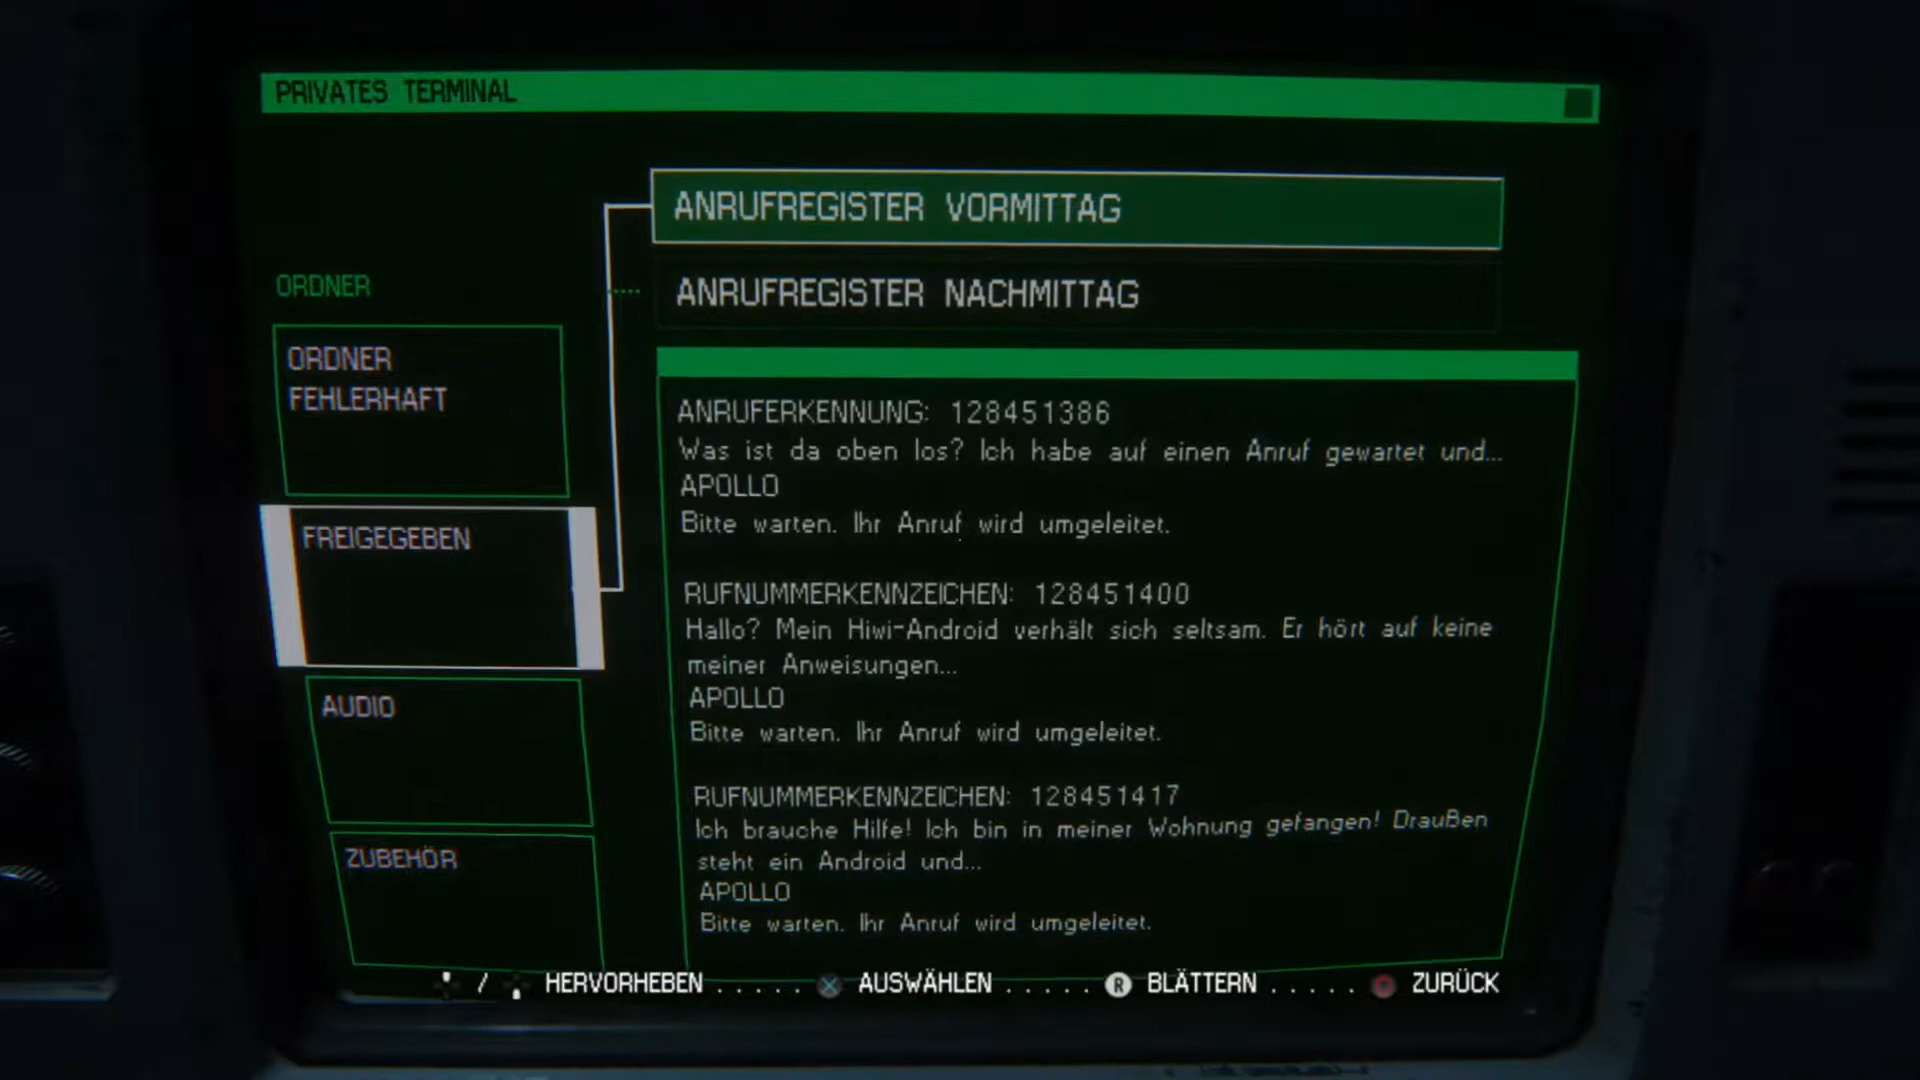 PRIVATES TERMINAL
ORDNER
ORDNER
FEHLERHAFT
FREIGEGEBEN
AUDIO
ZUBEHÖR
ANRUFREGISTER VORMITTAG
ANRUFREGISTER NACHMITTAG
ANRUFERKENNUNG: 128451386
Was ist da oben los? Ich habe auf einen Anruf gewartet und...
APOLLO
Bitte warten. Ihr Anruf wird umgeleitet.
RUFNUMMERKENNZEICHEN: 128451400
Hallo? Mein Hiwi-Android verhält sich seltsam. Er hört auf keine
meiner Anweisungen...
APOLLO
Bitte warten. Ihr Anruf wird umgeleitet.
RUFNUMMERKENNZEICHEN: 128451417
Ich brauche Hilfe! Ich bin in meiner Wohnung gefangen! Draußen
steht ein Android und...
APOLLO
Bitte warten. Ihr Anruf wird umgeleitet.
/ HERVORHEBEN ..... AUSWÄHLEN ..... R BLÄTTERN ..... ZURÜCK